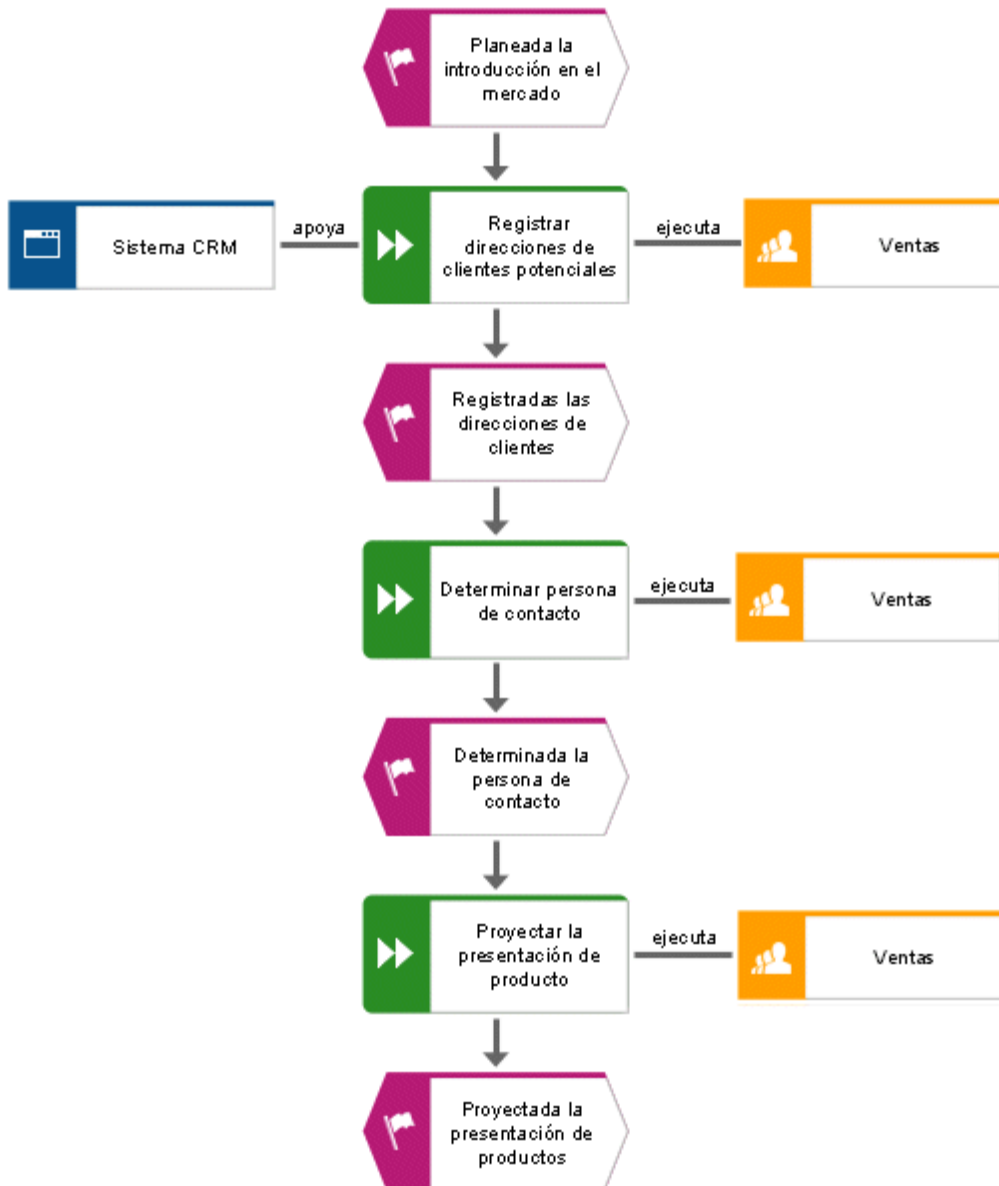 Planeada la
introducción en el
mercado
Sistema CRM
apoya
Registrar
direcciones de
clientes potenciales
ejecuta
Ventas
Registradas las
direcciones de
clientes
Determinar persona
de contacto
ejecuta
Ventas
Determinada la
persona de
contacto
Proyectar la
presentación de
producto
ejecuta
Ventas
Proyectada la
presentación de
productos